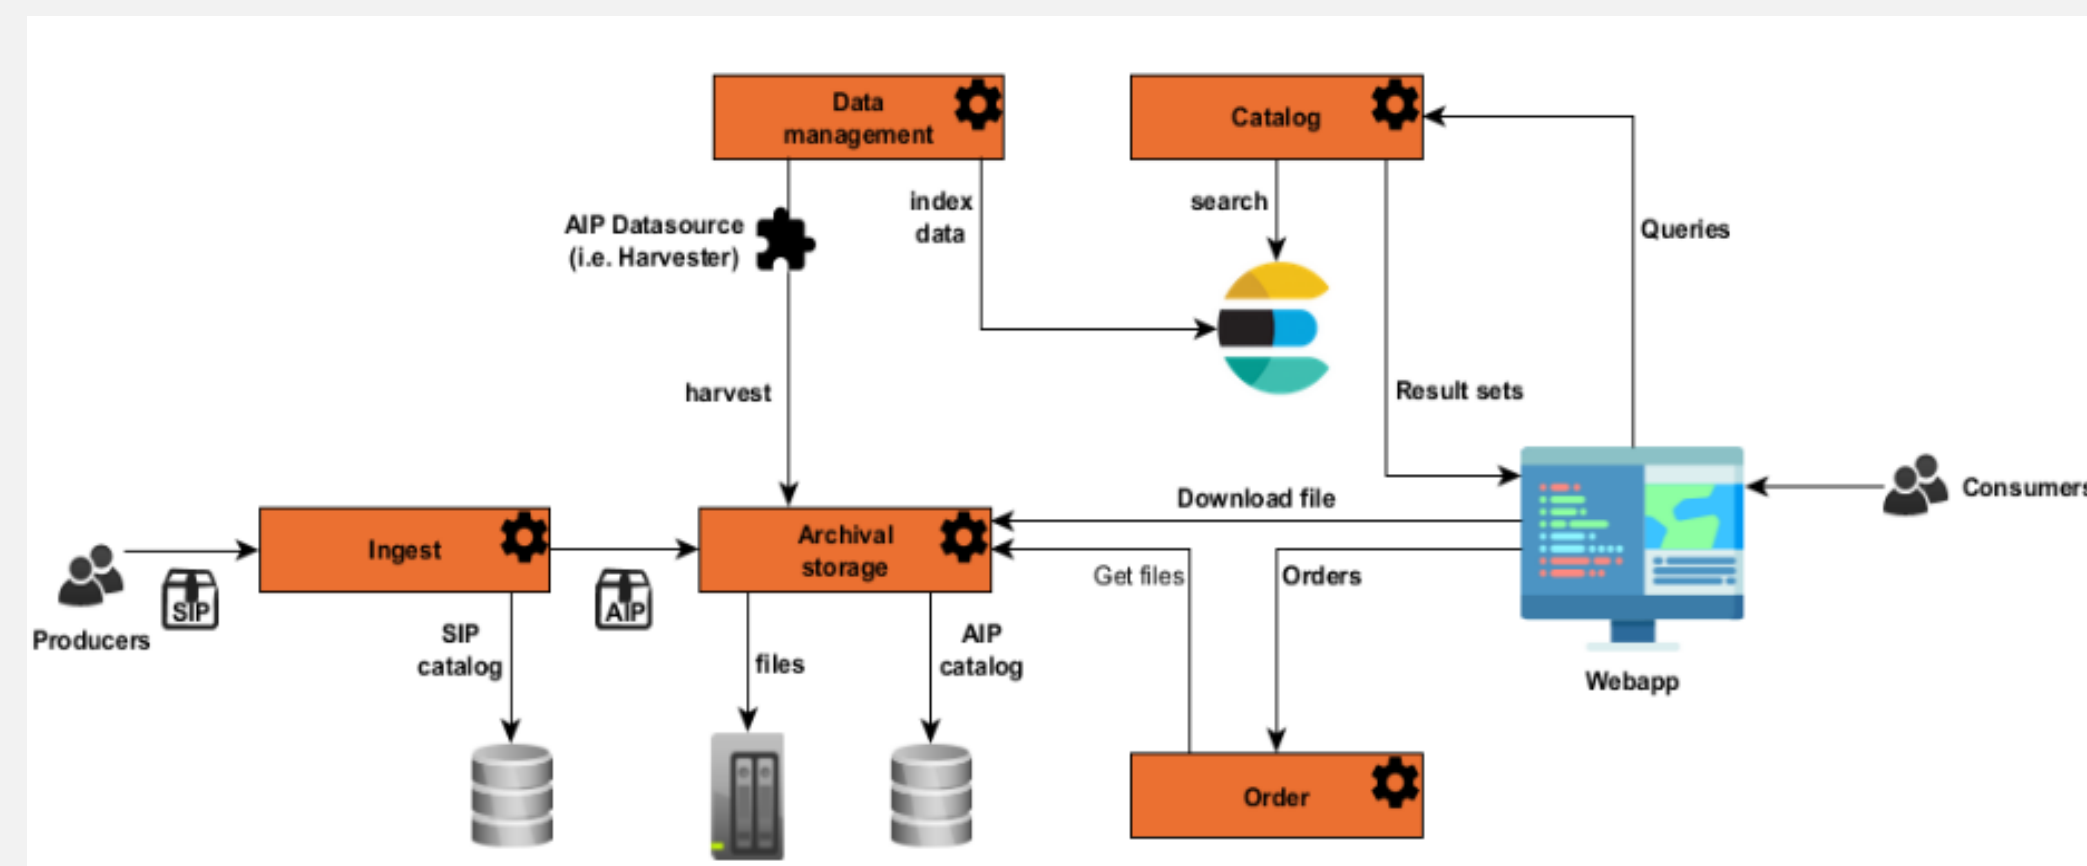 Data
management
Catalog
AIP Datasource
(i.e. Harvester)
index
data
search
Queries
harvest
Result sets
Download file
Consumers
Ingest
Archival
storage
Get files
Orders
SIP
AIP
Producers
SIP
catalog
files
AIP
catalog
Webapp
Order